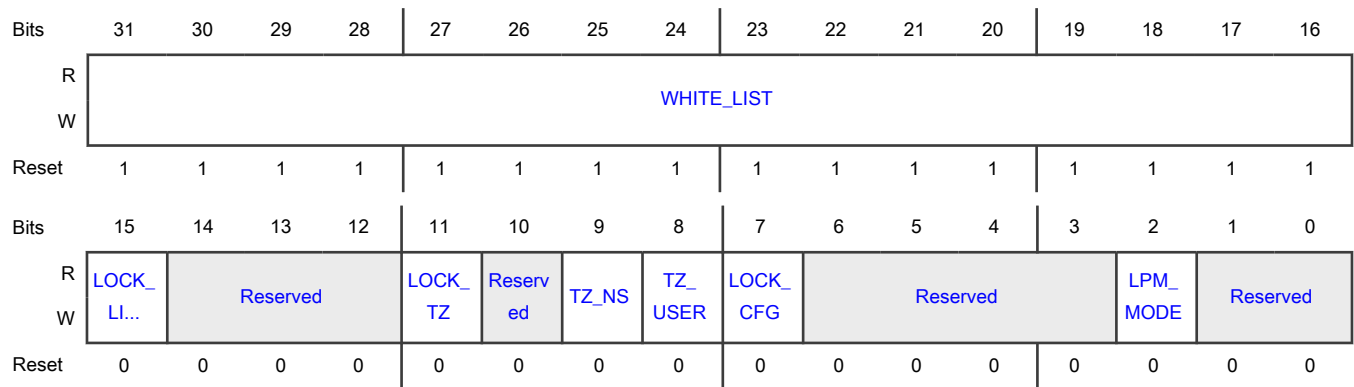 Bits 31 30 29 28 27 26 25 24 23 22 21 20 19 18 17 16
R
WHITE_LIST
W
Reset 1 1 1 1 1 1 1 1 1 1 1 1 1 1 1 1
Bits 15 14 13 12 11 10 9 8 7 6 5 4 3 2 1 0
R LOCK_ LOCK_ Reserv TZ_ LOCK_ LPM_
Reserved TZ_NS Reserved Reserved
W LI... TZ ed USER CFG MODE
Reset 0 0 0 0 0 0 0 0 0 0 0 0 0 0 0 0